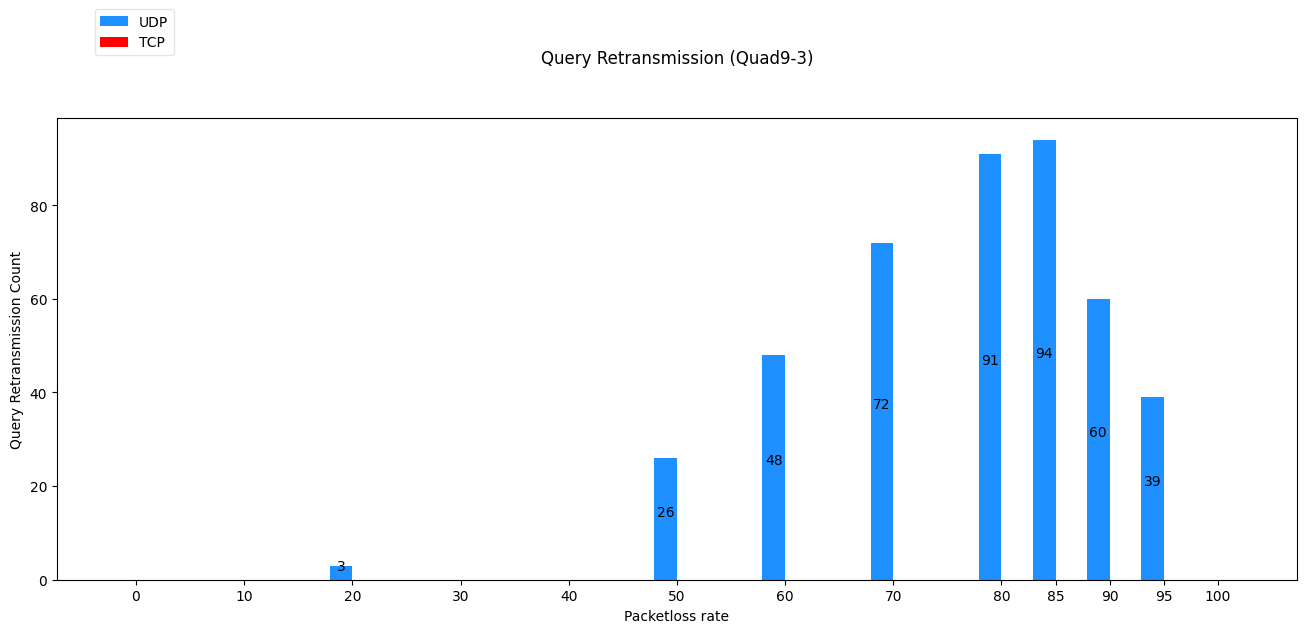 UDP
TCP
Query Retransmission (Quad9-3)
Query Retransmission Count
80
60
40
20
0
3
26
48
72
91
94
60
39
0 10 20 30 40 50 60 70 80 85 90 95 100
Packetloss rate